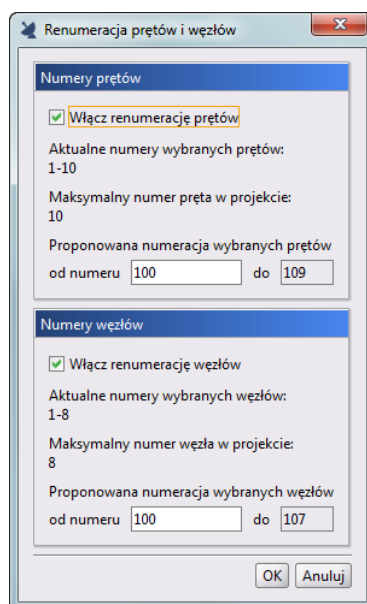 Renumeracja prętów i węzłów
Numery prętów
Włącz renumerację prętów
Aktualne numery wybranych prętów:
1-10
Maksymalny numer pręta w projekcie:
10
Proponowana numeracja wybranych prętów
od numeru 100 do 109
Numery węzłów
Włącz renumerację węzłów
Aktualne numery wybranych węzłów:
1-8
Maksymalny numer węzła w projekcie:
8
Proponowana numeracja wybranych węzłów
od numeru 100 do 107
OK Anuluj